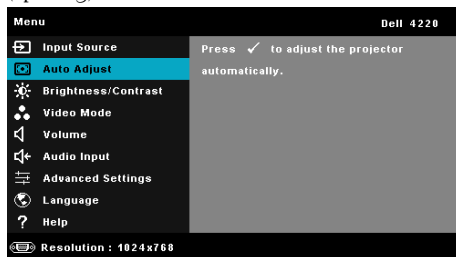 Menu Dell 4220
Input Source
Auto Adjust
Brightness/Contrast
Video Mode
Volume
Audio Input
Advanced Settings
Language
? Help
Press ✓ to adjust the projector
automatically.
Resolution : 1024x768